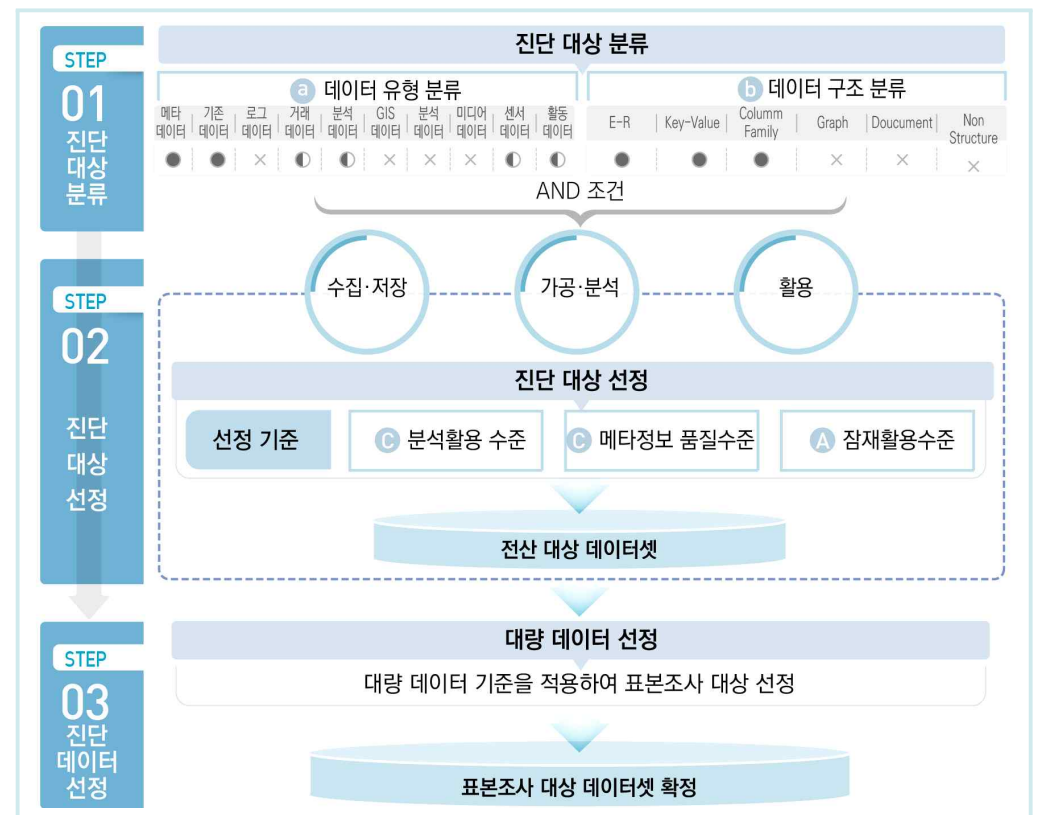 STEP
01
진단
대상
분류
진단 대상 분류
ⓐ 데이터 유형 분류
메타 데이터 | 기존 데이터 | 로그 데이터 | 거래 데이터 | 분석 데이터 | GIS 데이터 | 분석 데이터 | 미디어 데이터 | 센서 데이터 | 활동 데이터
● ● × ◐ ◐ × × × ◐ ◐
ⓑ 데이터 구조 분류
E-R | Key-Value | Columm Family | Graph | Doucument | Non Structure
● ● ● × × ×
AND 조건
수집·저장
가공·분석
활용
STEP
02
진단
대상
선정
진단 대상 선정
선정 기준
C 분석활용 수준
C 메타정보 품질수준
A 잠재활용수준
전산 대상 데이터셋
STEP
03
진단
데이터
선정
대량 데이터 선정
대량 데이터 기준을 적용하여 표본조사 대상 선정
표본조사 대상 데이터셋 확정